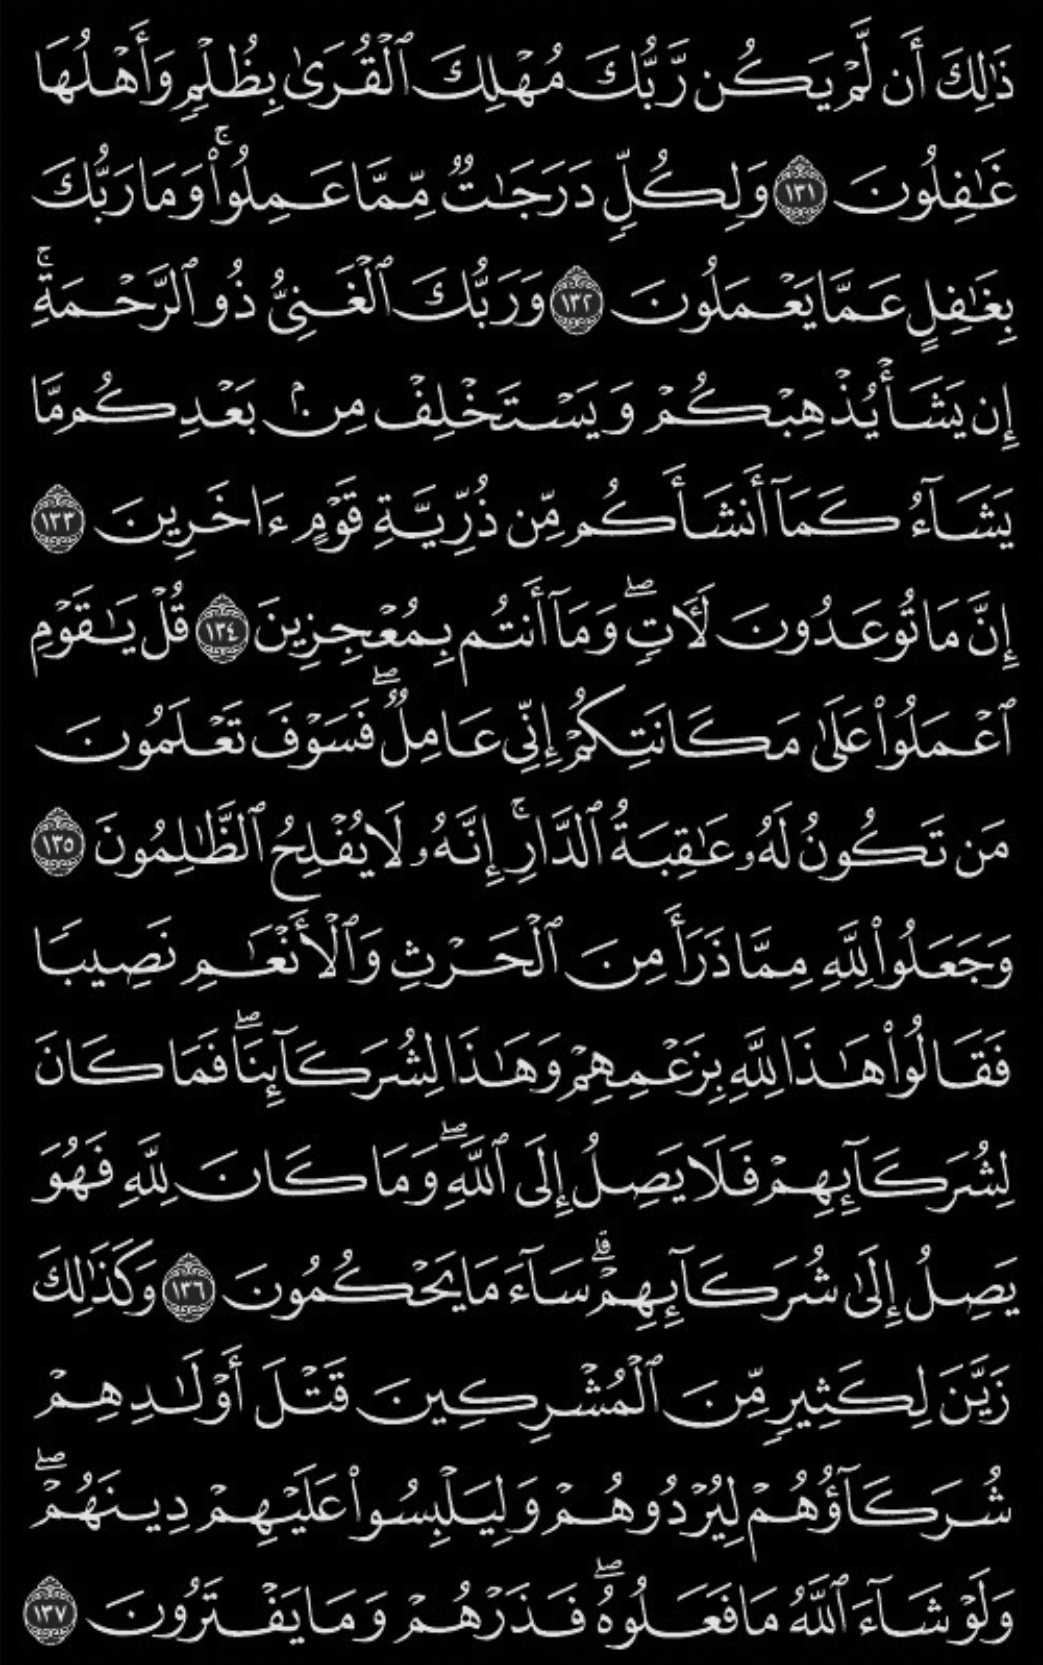 ذَٰلِكَ أَن لَّمْ يَكُن رَّبُّكَ مُهْلِكَ ٱلْقُرَىٰ بِظُلْمٍ وَأَهْلُهَا
غَـٰفِلُونَ ١٣١ وَلِكُلٍّ دَرَجَـٰتٌ مِّمَّا عَمِلُوا۟ ۚ وَمَا رَبُّكَ
بِغَـٰفِلٍ عَمَّا يَعْمَلُونَ ١٣٢ وَرَبُّكَ ٱلْغَنِىُّ ذُو ٱلرَّحْمَةِ ۚ
إِن يَشَأْ يُذْهِبْكُمْ وَيَسْتَخْلِفْ مِنۢ بَعْدِكُم مَّا
يَشَآءُ كَمَآ أَنشَأَكُم مِّن ذُرِّيَّةِ قَوْمٍ ءَاخَرِينَ ١٣٣
إِنَّ مَا تُوعَدُونَ لَـَٔاتٍ ۖ وَمَآ أَنتُم بِمُعْجِزِينَ ١٣٤ قُلْ يَـٰقَوْمِ
ٱعْمَلُوا۟ عَلَىٰ مَكَانَتِكُمْ إِنِّى عَامِلٌ ۖ فَسَوْفَ تَعْلَمُونَ
مَن تَكُونُ لَهُۥ عَـٰقِبَةُ ٱلدَّارِ ۚ إِنَّهُۥ لَا يُفْلِحُ ٱلظَّـٰلِمُونَ ١٣٥
وَجَعَلُوا۟ لِلَّهِ مِمَّا ذَرَأَ مِنَ ٱلْحَرْثِ وَٱلْأَنْعَـٰمِ نَصِيبًا
فَقَالُوا۟ هَـٰذَا لِلَّهِ بِزَعْمِهِمْ وَهَـٰذَا لِشُرَكَآئِنَا ۖ فَمَا كَانَ
لِشُرَكَآئِهِمْ فَلَا يَصِلُ إِلَى ٱللَّهِ ۖ وَمَا كَانَ لِلَّهِ فَهُوَ
يَصِلُ إِلَىٰ شُرَكَآئِهِمْ ۗ سَآءَ مَا يَحْكُمُونَ ١٣٦ وَكَذَٰلِكَ
زَيَّنَ لِكَثِيرٍ مِّنَ ٱلْمُشْرِكِينَ قَتْلَ أَوْلَـٰدِهِمْ
شُرَكَآؤُهُمْ لِيُرْدُوهُمْ وَلِيَلْبِسُوا۟ عَلَيْهِمْ دِينَهُمْ ۖ
وَلَوْ شَآءَ ٱللَّهُ مَا فَعَلُوهُ ۖ فَذَرْهُمْ وَمَا يَفْتَرُونَ ١٣٧